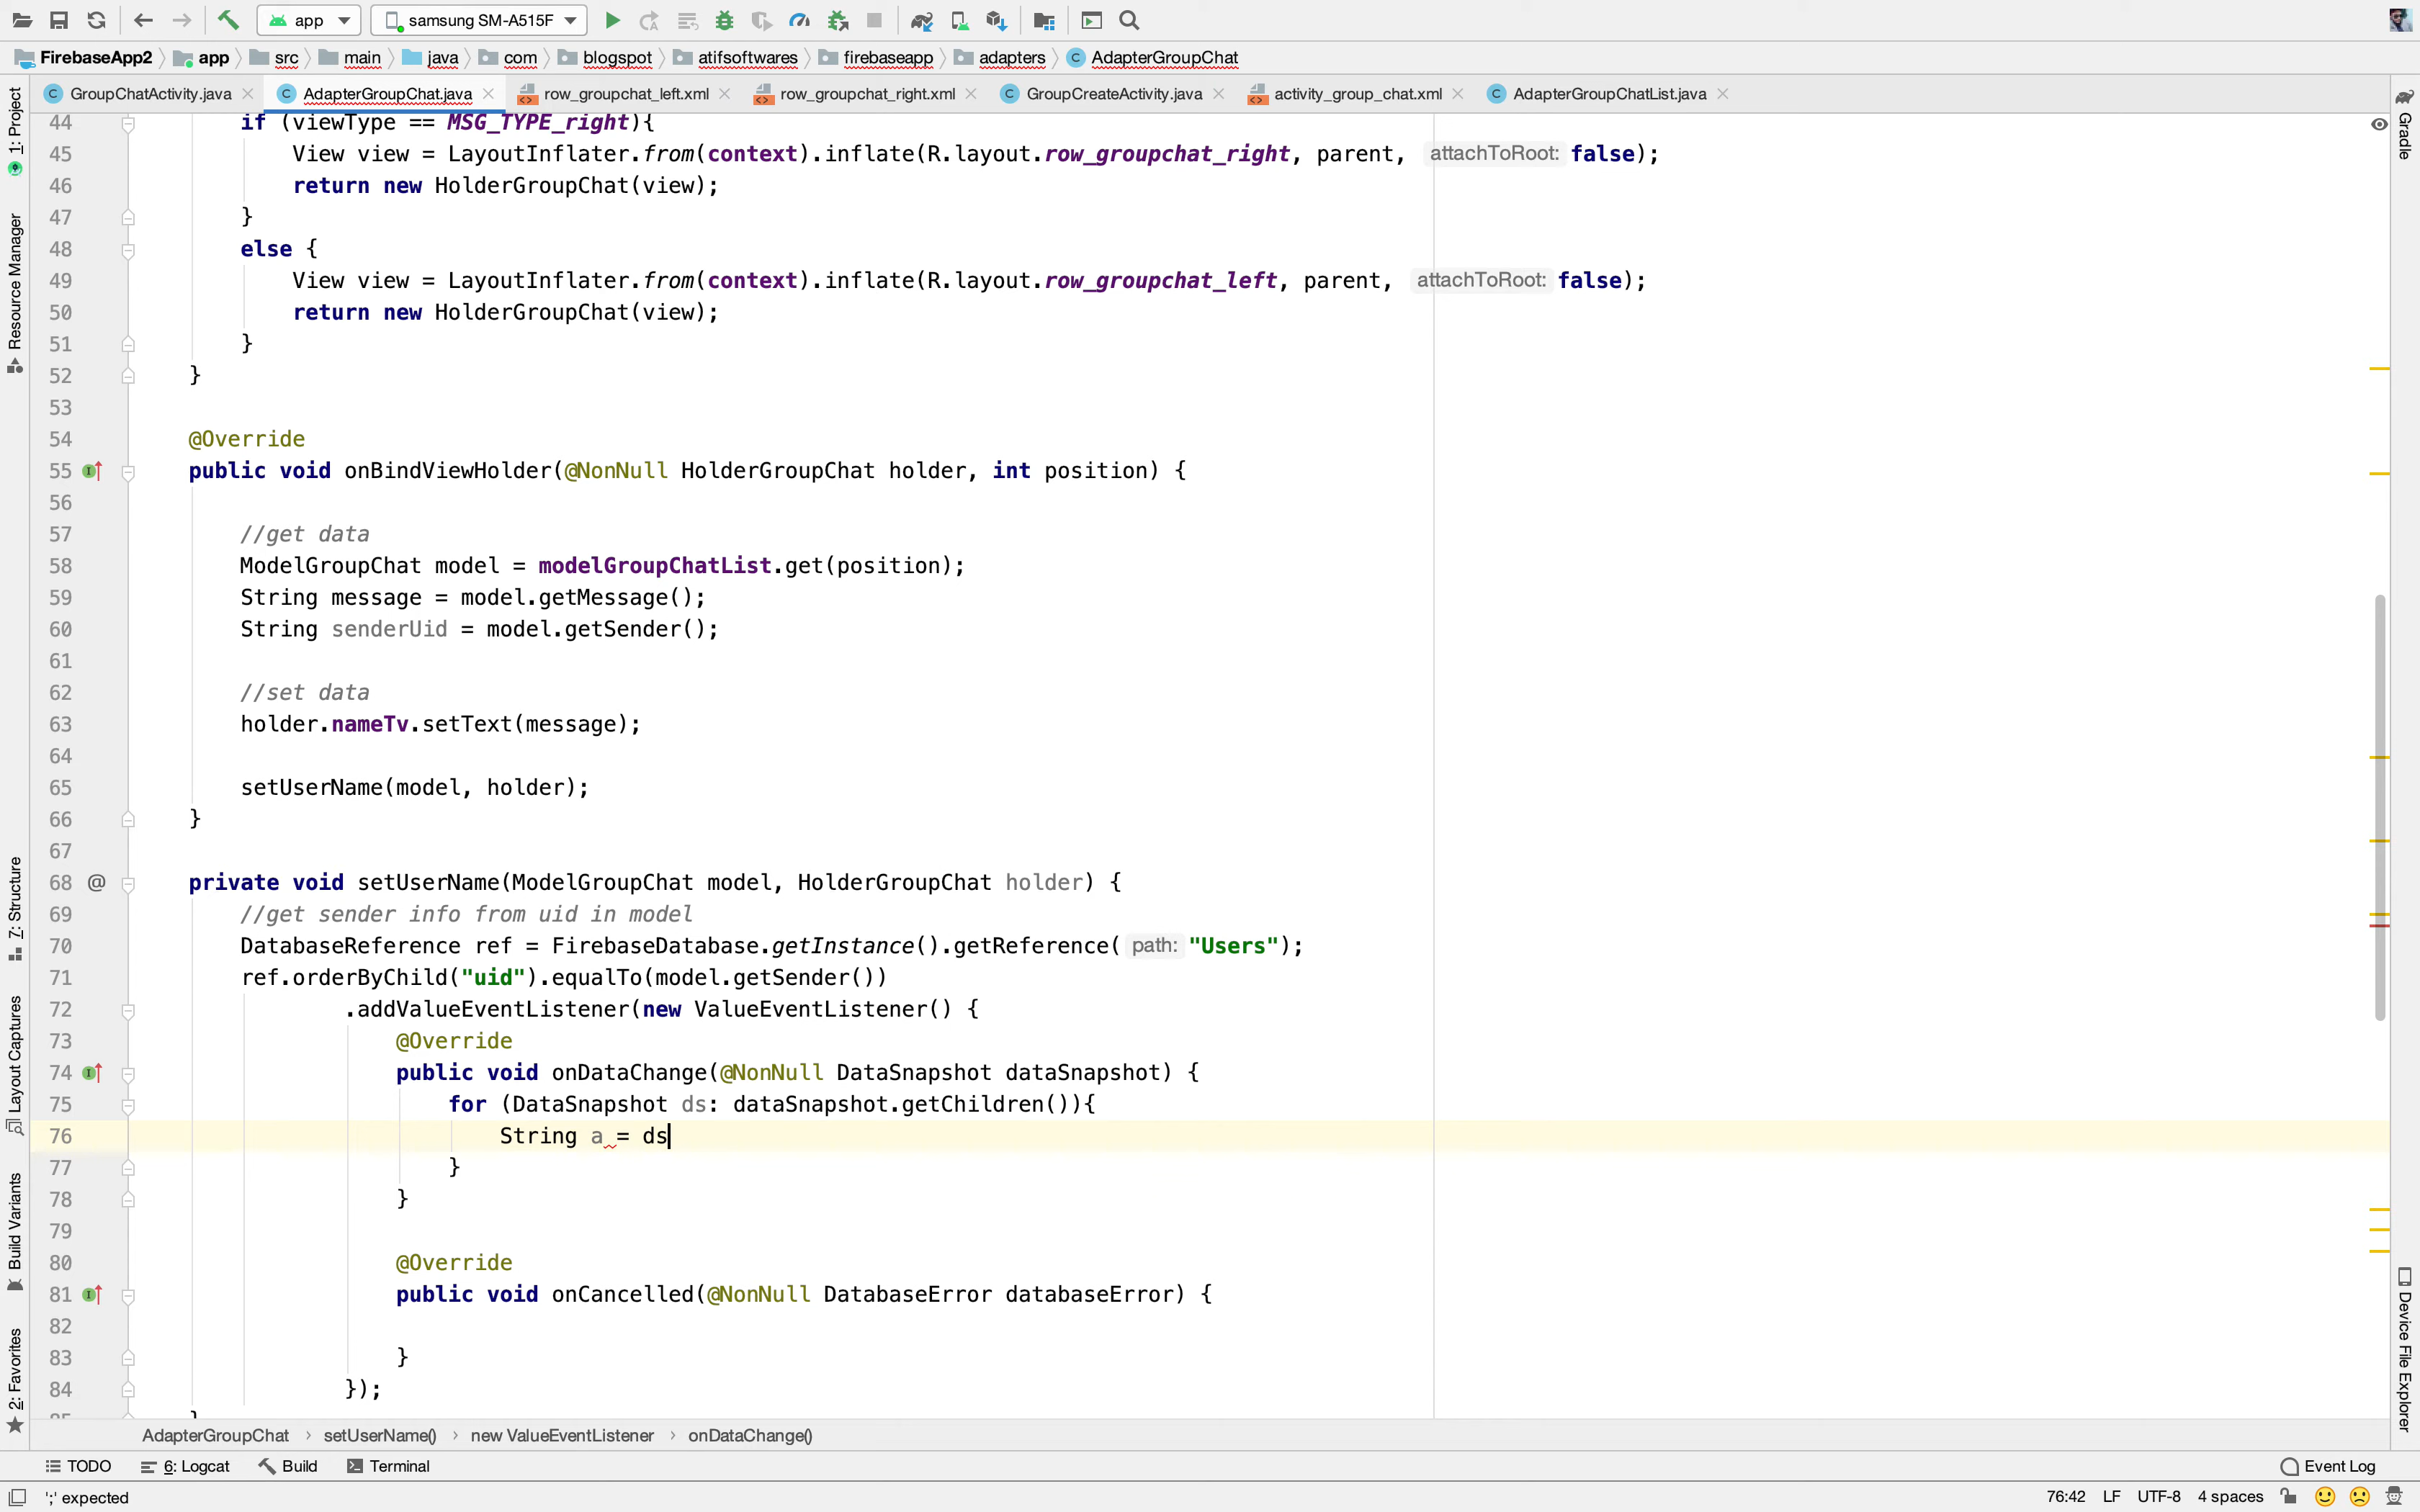 app
samsung SM-A515F
FirebaseApp2 app src main java com blogspot atifsoftwares firebaseapp adapters AdapterGroupChat
GroupChatActivity.java AdapterGroupChat.java row_groupchat_left.xml row_groupchat_right.xml GroupCreateActivity.java activity_group_chat.xml AdapterGroupChatList.java
1: Project
Resource Manager
7: Structure
Layout Captures
Build Variants
2: Favorites
Gradle
Device File Explorer
44 if (viewType == MSG_TYPE_right){
45 View view = LayoutInflater.from(context).inflate(R.layout.row_groupchat_right, parent, attachToRoot: false);
46 return new HolderGroupChat(view);
47 }
48 else {
49 View view = LayoutInflater.from(context).inflate(R.layout.row_groupchat_left, parent, attachToRoot: false);
50 return new HolderGroupChat(view);
51 }
52 }
53
54 @Override
55 public void onBindViewHolder(@NonNull HolderGroupChat holder, int position) {
56
57 //get data
58 ModelGroupChat model = modelGroupChatList.get(position);
59 String message = model.getMessage();
60 String senderUid = model.getSender();
61
62 //set data
63 holder.nameTv.setText(message);
64
65 setUserName(model, holder);
66 }
67
68 @ private void setUserName(ModelGroupChat model, HolderGroupChat holder) {
69 //get sender info from uid in model
70 DatabaseReference ref = FirebaseDatabase.getInstance().getReference( path: "Users");
71 ref.orderByChild("uid").equalTo(model.getSender())
72 .addValueEventListener(new ValueEventListener() {
73 @Override
74 public void onDataChange(@NonNull DataSnapshot dataSnapshot) {
75 for (DataSnapshot ds: dataSnapshot.getChildren()){
76 String a = ds
77 }
78 }
79
80 @Override
81 public void onCancelled(@NonNull DatabaseError databaseError) {
82
83 }
84 });
85 }
AdapterGroupChat › setUserName() › new ValueEventListener › onDataChange()
TODO 6: Logcat Build Terminal Event Log
';' expected 76:42 LF UTF-8 4 spaces